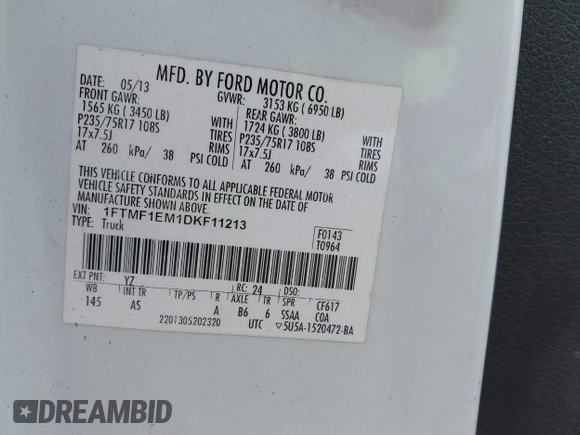 MFD. BY FORD MOTOR CO.
DATE: 05/13 GVWR: 3153 KG ( 6950 LB)
FRONT GAWR: REAR GAWR:
1565 KG ( 3450 LB) 1724 KG ( 3800 LB)
P235/75R17 108S WITH TIRES P235/75R17 108S WITH TIRES
17x7.5J RIMS 17x7.5J RIMS
AT 260 kPa/ 38 PSI COLD AT 260 kPa/ 38 PSI COLD
THIS VEHICLE CONFORMS TO ALL APPLICABLE FEDERAL MOTOR
VEHICLE SAFETY STANDARDS IN EFFECT ON THE DATE OF
MANUFACTURE SHOWN ABOVE.
VIN: 1FTMF1EM1DKF11213
TYPE: Truck
F0143
T0964
EXT PNT: YZ RC: 24 DSO:
WB INT TR TP/PS R AXLE TR SPR CF617
145 AS A B6 6 SSAA COA
2201305202320 UTC ▽5U5A-1520472-BA
DREAMBID